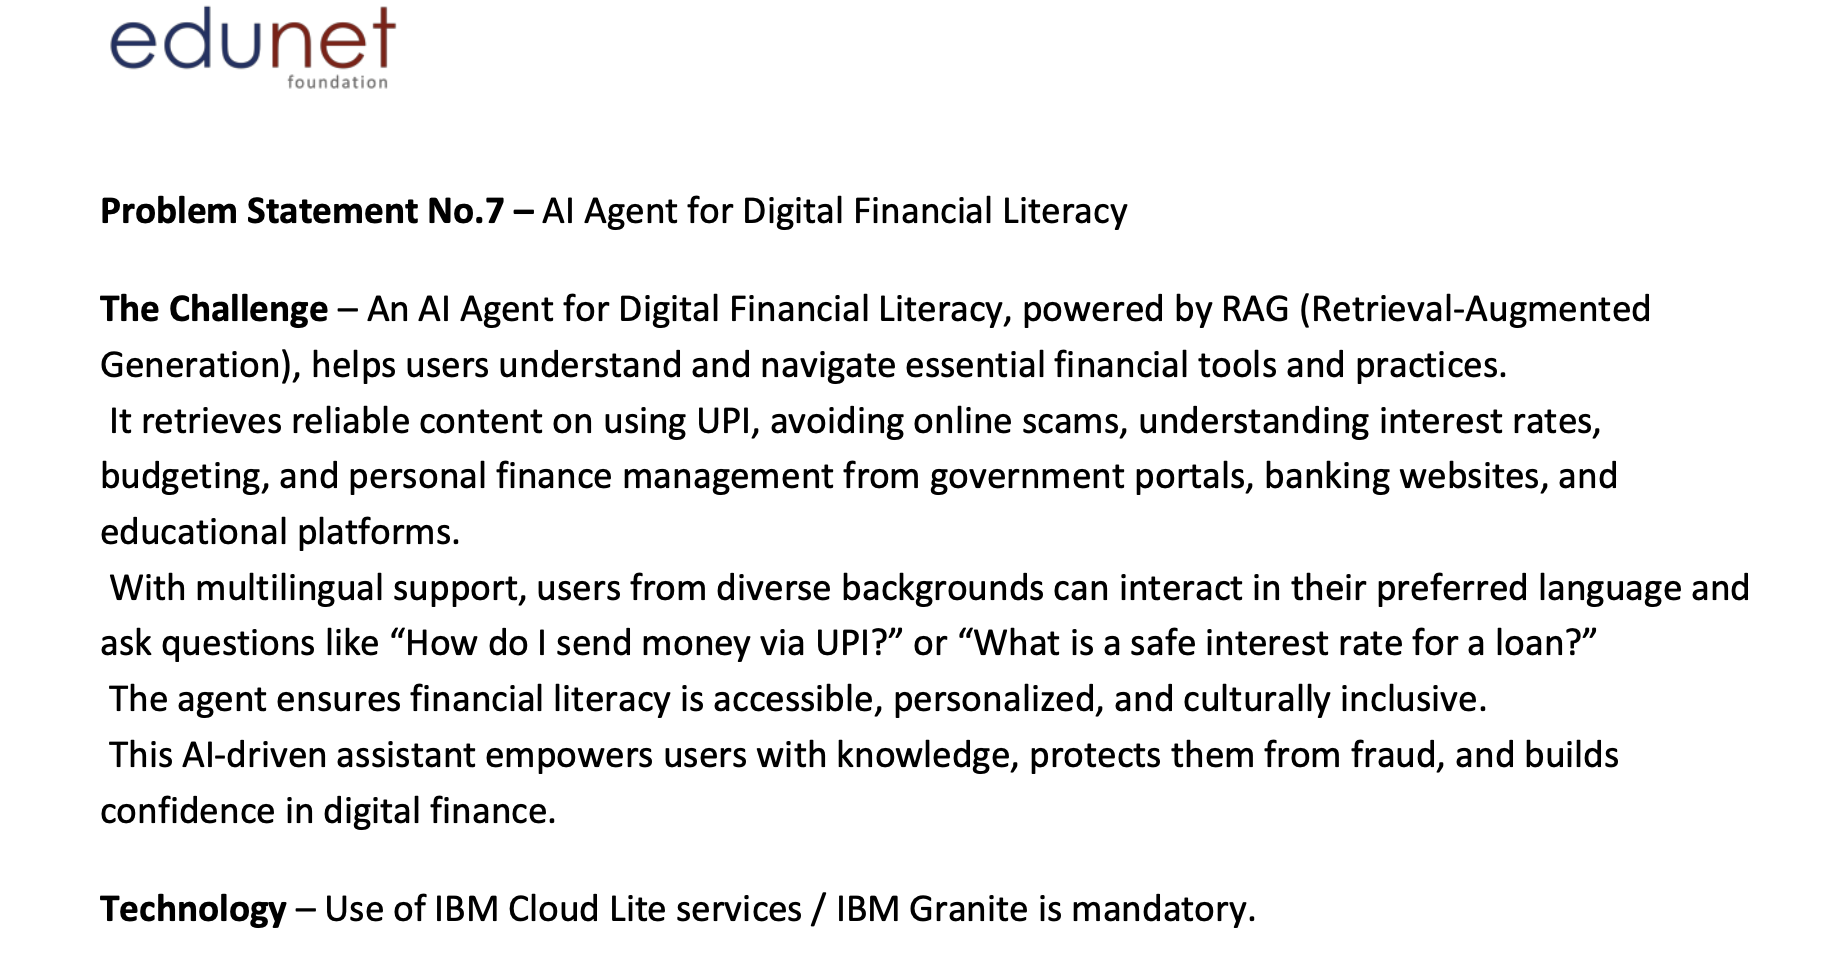 edunet
foundation
Problem Statement No.7 – AI Agent for Digital Financial Literacy
The Challenge – An AI Agent for Digital Financial Literacy, powered by RAG (Retrieval-Augmented
Generation), helps users understand and navigate essential financial tools and practices.
It retrieves reliable content on using UPI, avoiding online scams, understanding interest rates,
budgeting, and personal finance management from government portals, banking websites, and
educational platforms.
With multilingual support, users from diverse backgrounds can interact in their preferred language and
ask questions like “How do I send money via UPI?” or “What is a safe interest rate for a loan?”
The agent ensures financial literacy is accessible, personalized, and culturally inclusive.
This AI-driven assistant empowers users with knowledge, protects them from fraud, and builds
confidence in digital finance.
Technology – Use of IBM Cloud Lite services / IBM Granite is mandatory.